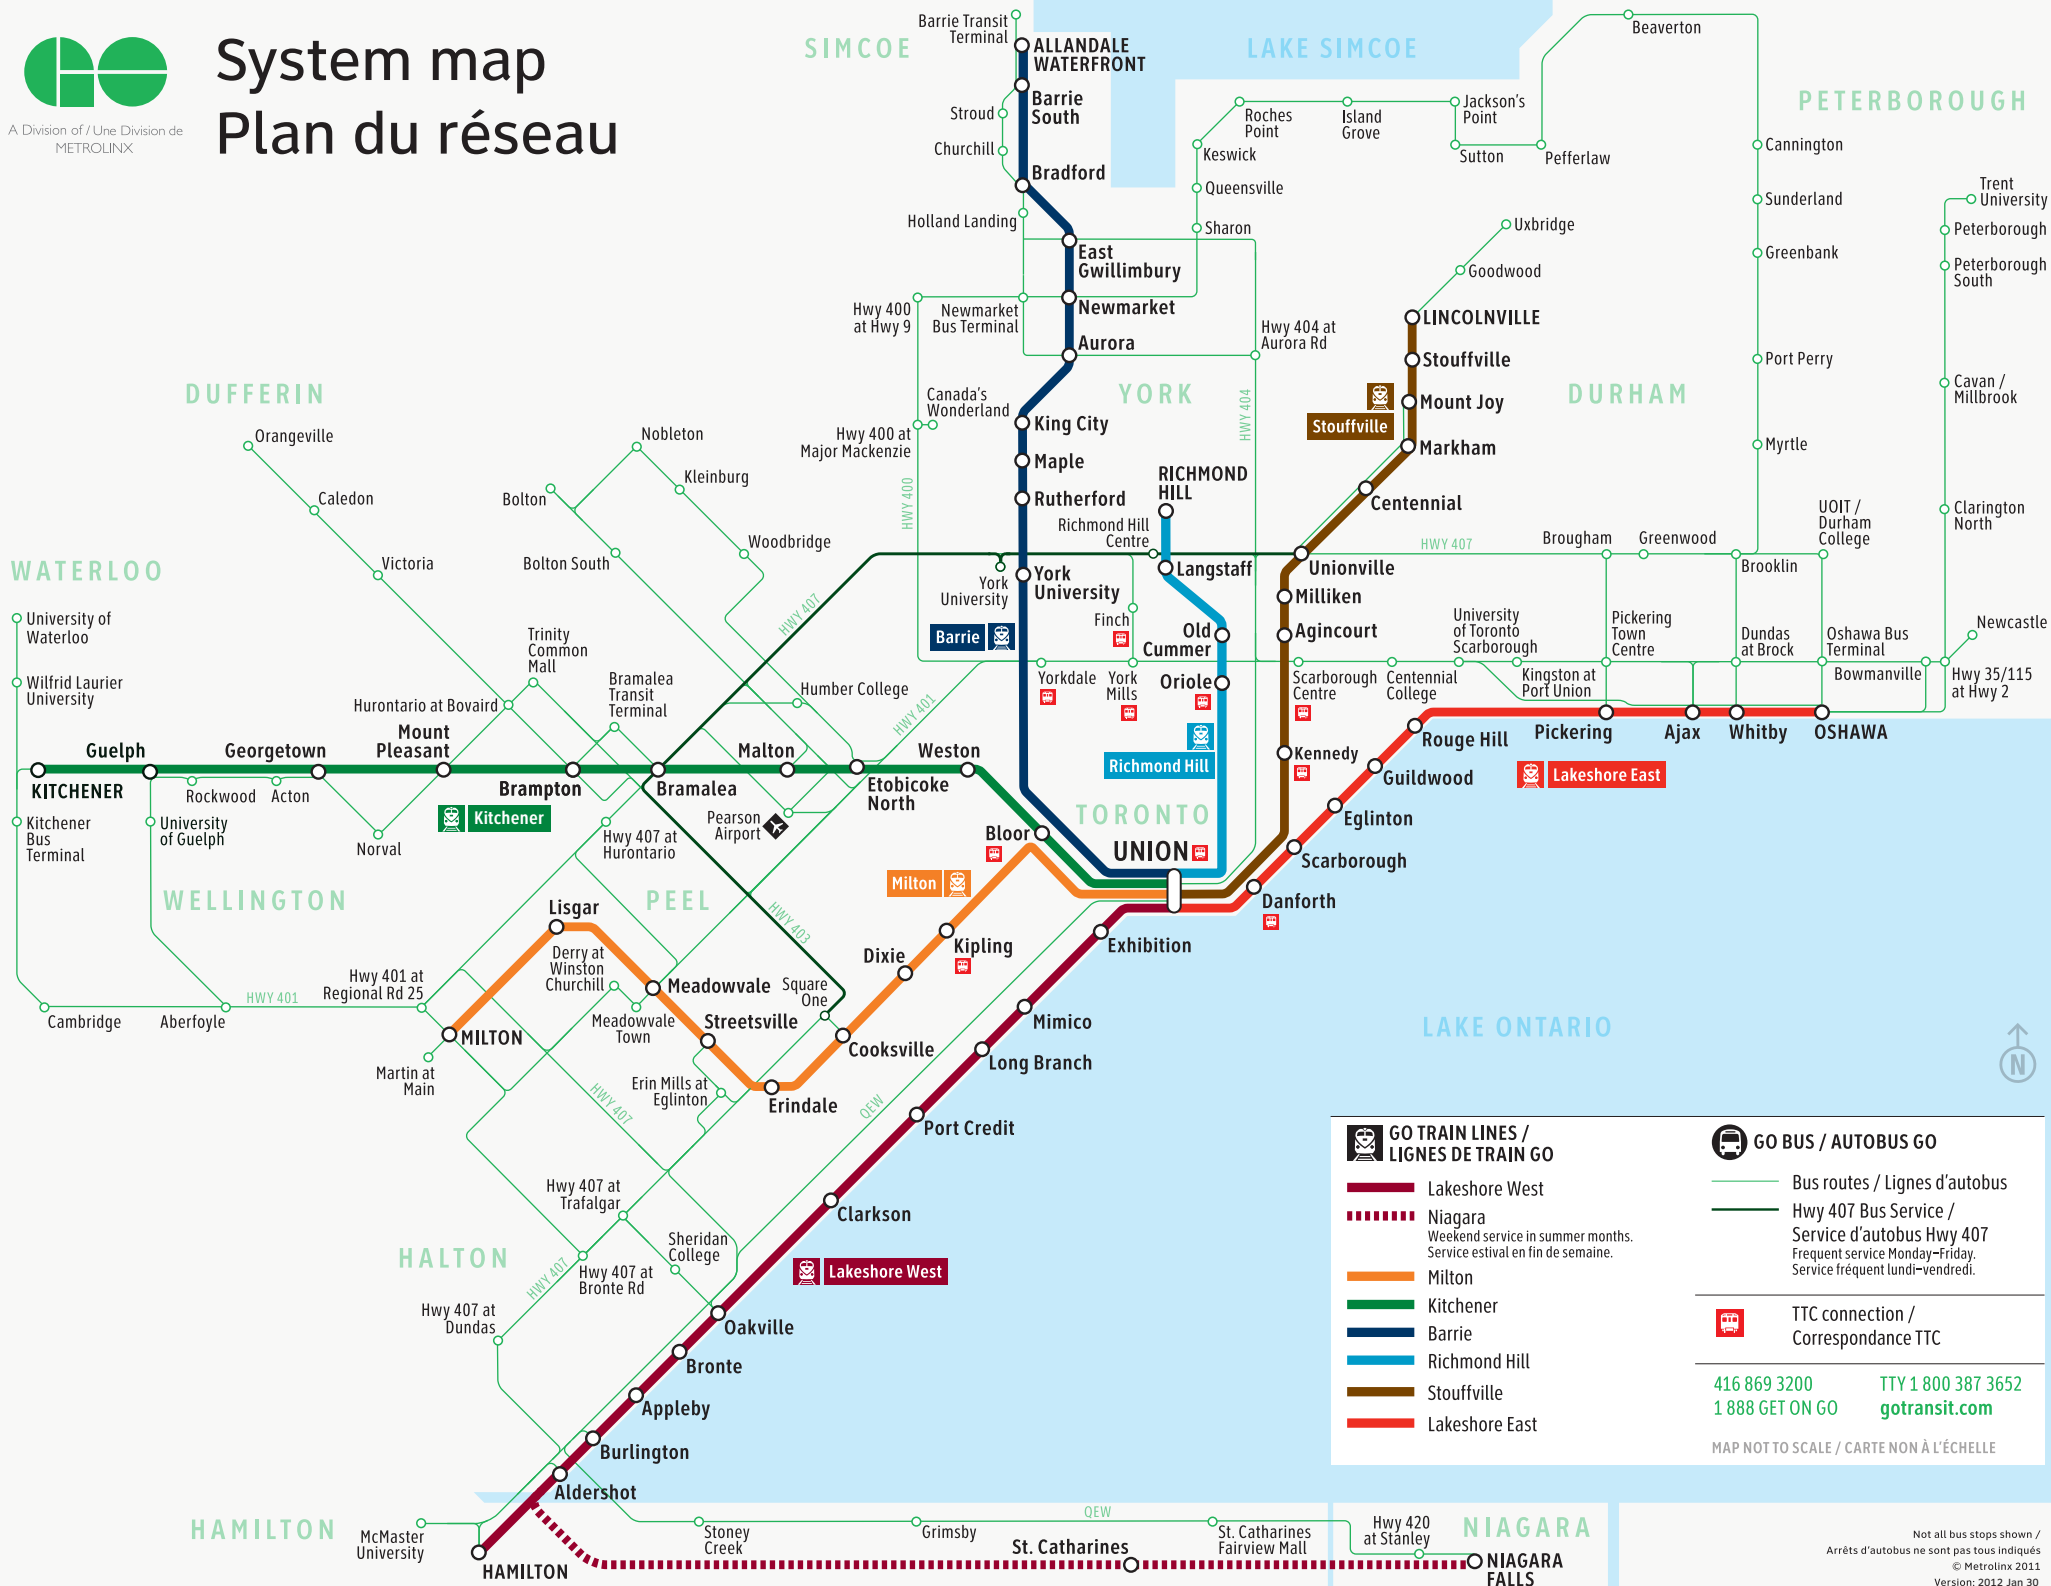 System map
Plan du réseau
A Division of / Une Division de
METROLINX
SIMCOE
LAKE SIMCOE
PETERBOROUGH
DUFFERIN
YORK
DURHAM
WATERLOO
WELLINGTON
PEEL
TORONTO
HALTON
LAKE ONTARIO
HAMILTON
NIAGARA
Barrie Transit
Terminal
ALLANDALE
WATERFRONT
Barrie
South
Stroud
Churchill
Bradford
Holland Landing
East
Gwillimbury
Newmarket
Hwy 400
at Hwy 9
Newmarket
Bus Terminal
Aurora
Hwy 404 at
Aurora Rd
Canada's
Wonderland
Hwy 400 at
Major Mackenzie
King City
Maple
Rutherford
HWY 400
HWY 404
Roches
Point
Island
Grove
Jackson's
Point
Sutton
Pefferlaw
Beaverton
Keswick
Queensville
Sharon
Cannington
Sunderland
Greenbank
Port Perry
Myrtle
Trent
University
Peterborough
Peterborough
South
Cavan /
Millbrook
Clarington
North
Uxbridge
Goodwood
LINCOLNVILLE
Stouffville
Mount Joy
Stouffville
Markham
Centennial
Unionville
Milliken
Agincourt
Kennedy
RICHMOND
HILL
Richmond Hill
Centre
Langstaff
Old
Cummer
Oriole
Richmond Hill
York
University
York
University
Barrie
Finch
Yorkdale
York
Mills
Scarborough
Centre
Centennial
College
University
of Toronto
Scarborough
Kingston at
Port Union
HWY 407
Brougham
Greenwood
Brooklin
UOIT /
Durham
College
Pickering
Town
Centre
Dundas
at Brock
Oshawa Bus
Terminal
Bowmanville
Newcastle
Hwy 35/115
at Hwy 2
OSHAWA
Whitby
Ajax
Pickering
Rouge Hill
Guildwood
Lakeshore East
Eglinton
Scarborough
Danforth
UNION
Orangeville
Caledon
Victoria
Nobleton
Kleinburg
Bolton
Bolton South
Woodbridge
HWY 407
Trinity
Common
Mall
Bramalea
Transit
Terminal
Hurontario at Bovaird
Humber College
HWY 401
University of
Waterloo
Wilfrid Laurier
University
KITCHENER
Kitchener
Bus
Terminal
Guelph
University
of Guelph
Rockwood
Acton
Georgetown
Norval
Mount
Pleasant
Kitchener
Brampton
Bramalea
Malton
Etobicoke
North
Weston
Bloor
Pearson
Airport
Hwy 407 at
Hurontario
HWY 403
Milton
Kipling
Dixie
Square
One
Cooksville
Erindale
Streetsville
Meadowvale
Lisgar
MILTON
Derry at
Winston
Churchill
Meadowvale
Town
Erin Mills at
Eglinton
Martin at
Main
Hwy 401 at
Regional Rd 25
HWY 401
Cambridge
Aberfoyle
HWY 407
QEW
Exhibition
Mimico
Long Branch
Port Credit
Clarkson
Lakeshore West
Oakville
Bronte
Appleby
Burlington
Aldershot
HAMILTON
McMaster
University
Hwy 407 at
Trafalgar
Sheridan
College
Hwy 407 at
Bronte Rd
HWY 407
Hwy 407 at
Dundas
Stoney
Creek
Grimsby
QEW
St. Catharines
St. Catharines
Fairview Mall
Hwy 420
at Stanley
NIAGARA
FALLS
N
GO TRAIN LINES /
LIGNES DE TRAIN GO
Lakeshore West
Niagara
Weekend service in summer months.
Service estival en fin de semaine.
Milton
Kitchener
Barrie
Richmond Hill
Stouffville
Lakeshore East
GO BUS / AUTOBUS GO
Bus routes / Lignes d'autobus
Hwy 407 Bus Service /
Service d'autobus Hwy 407
Frequent service Monday–Friday.
Service fréquent lundi–vendredi.
TTC connection /
Correspondance TTC
416 869 3200
1 888 GET ON GO
TTY 1 800 387 3652
gotransit.com
MAP NOT TO SCALE / CARTE NON À L'ÉCHELLE
Not all bus stops shown /
Arrêts d'autobus ne sont pas tous indiqués
© Metrolinx 2011
Version: 2012 Jan 30